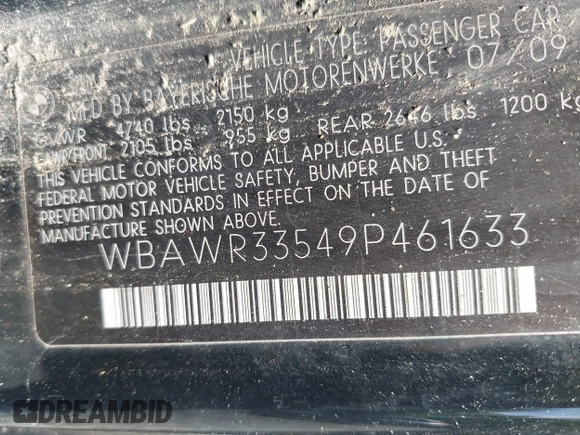 VEHICLE TYPE: PASSENGER CAR
MFD BY BAYERISCHE MOTORENWERKE 07/09
GVWR 4740 lbs 2150 kg
GAWR FRONT 2105 lbs 955 kg REAR 2646 lbs 1200 kg
THIS VEHICLE CONFORMS TO ALL APPLICABLE U.S.
FEDERAL MOTOR VEHICLE SAFETY, BUMPER AND THEFT
PREVENTION STANDARDS IN EFFECT ON THE DATE OF
MANUFACTURE SHOWN ABOVE.
WBAWR33549P461633
DREAMBID